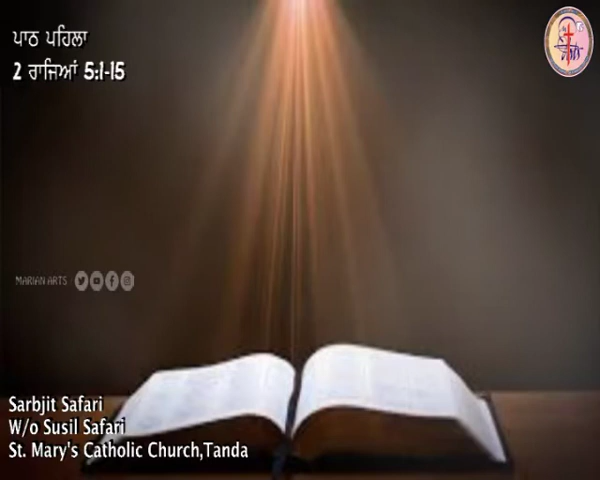 ਪਾਠ ਪਹਿਲਾ
2 ਰਾਜਿਆਂ 5:1-15
MARIAN ARTS
Sarbjit Safari
W/o Susil Safari
St. Mary's Catholic Church,Tanda